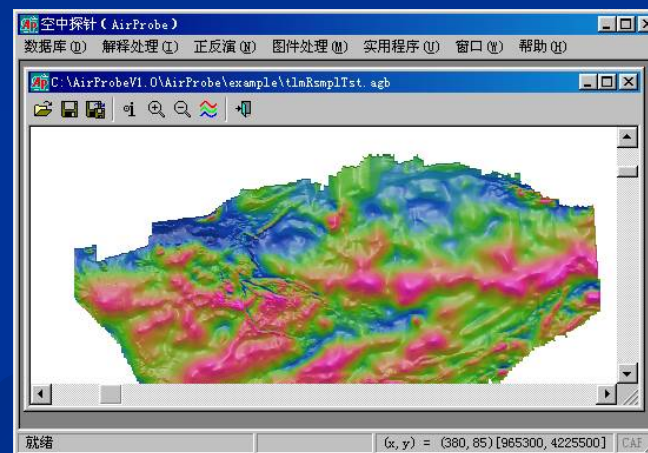 空中探针(AirProbe)
数据库(D) 解释处理(I) 正反演(N) 图件处理(M) 实用程序(U) 窗口(W) 帮助(H)
C:\AirProbeV1.0\AirProbe\example\tlmRsmplTst.agb
就绪 (x,y) = (380,85)[965300, 4225500] CAP